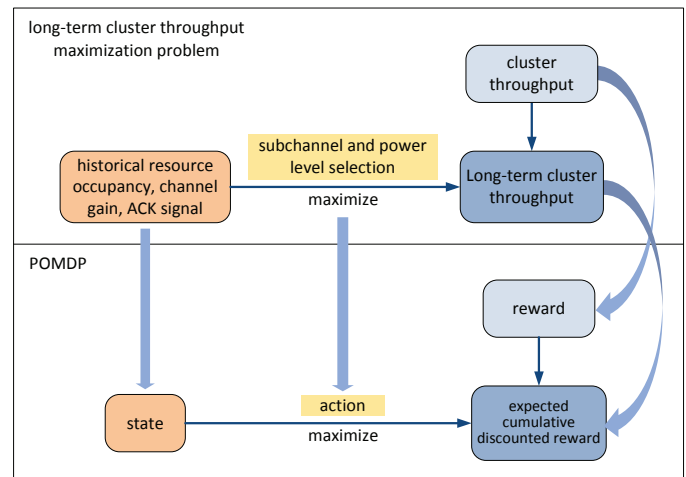 long-term cluster throughput
maximization problem
cluster
throughput
subchannel and power
level selection
historical resource
occupancy, channel
gain, ACK signal
maximize
Long-term cluster
throughput
POMDP
reward
state
action
maximize
expected
cumulative
discounted reward